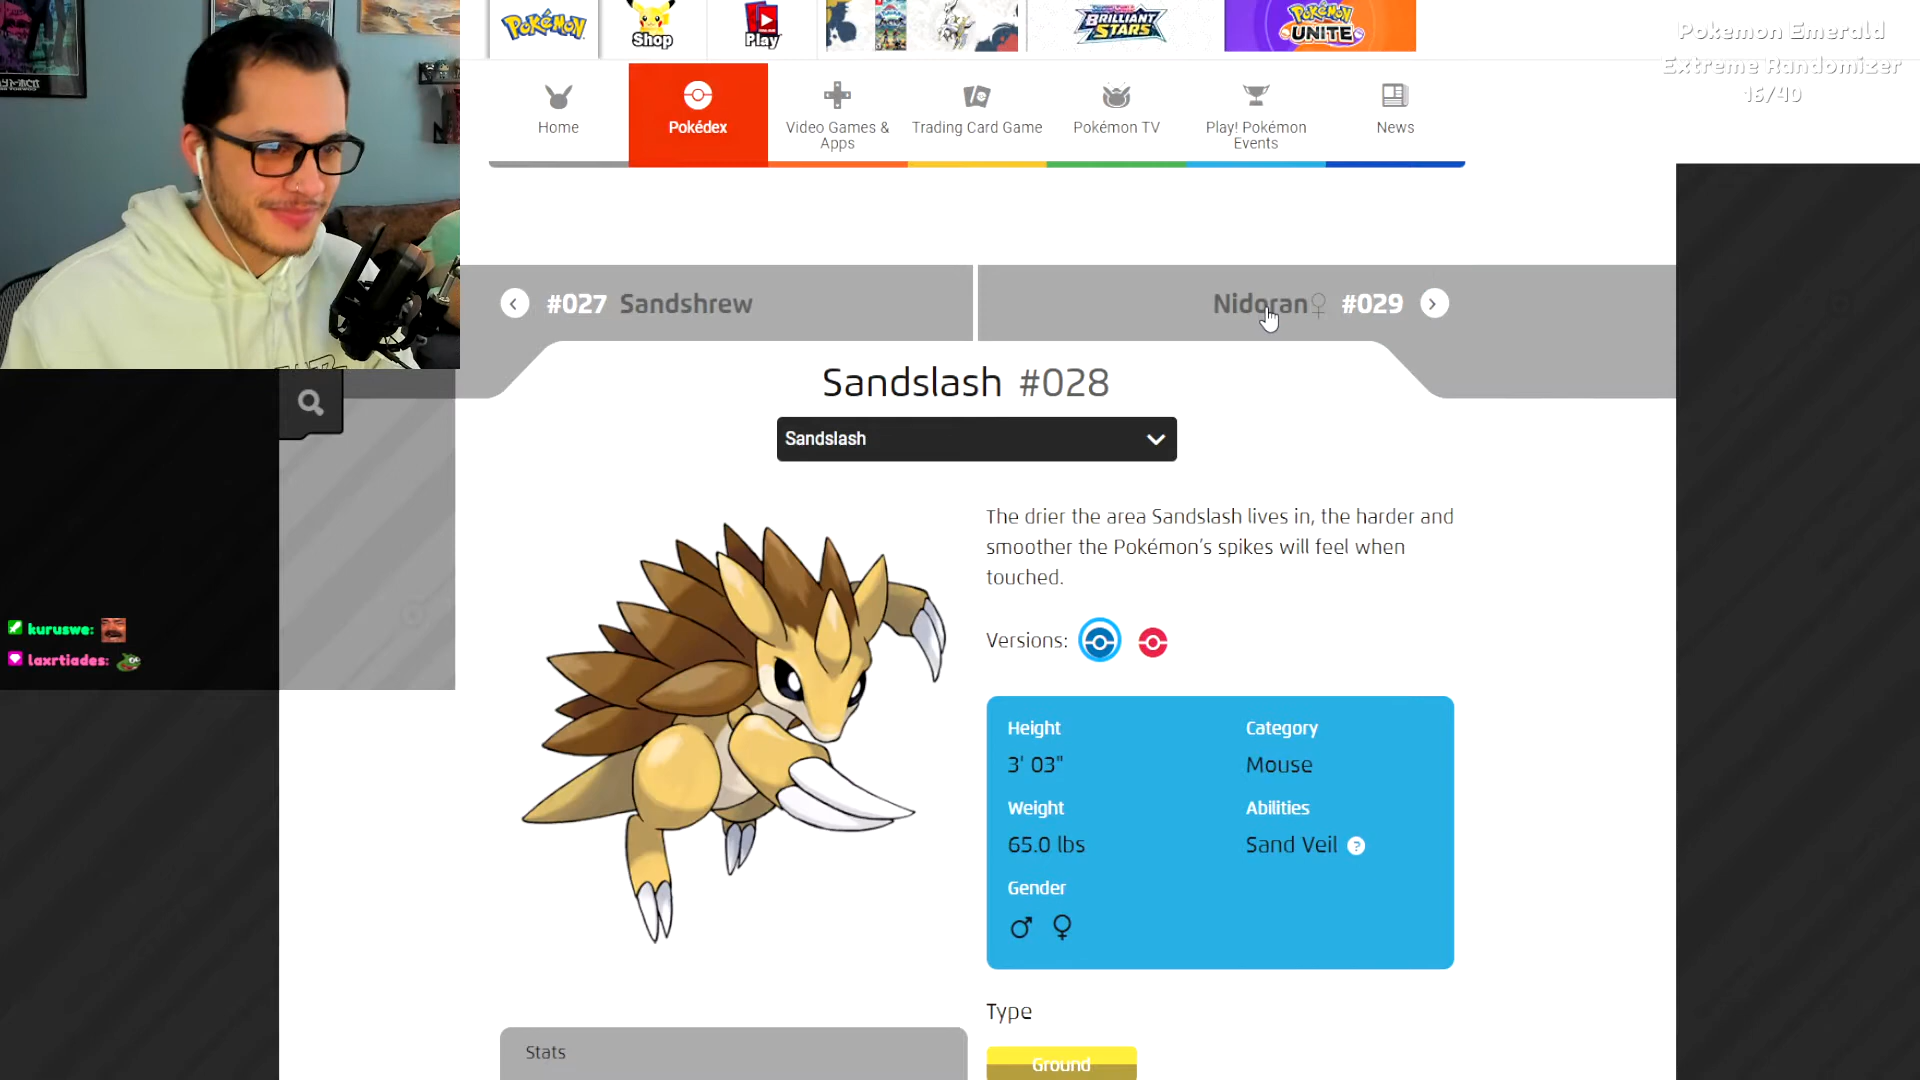 Pokémon
Shop
Play
BRILLIANT
STARS
Pokémon
UNITE
Pokemon Emerald
Extreme Randomizer
16/40
Home
Pokédex
Video Games &
Apps
Trading Card Game
Pokémon TV
Play! Pokémon
Events
News
#027 Sandshrew
Nidoran♀ #029
Sandslash #028
Sandslash
The drier the area Sandslash lives in, the harder and
smoother the Pokémon's spikes will feel when
touched.
Versions:
Height
3' 03"
Category
Mouse
Weight
65.0 lbs
Abilities
Sand Veil ?
Gender
♂ ♀
kuruswe:
laxrtiades:
Type
Ground
Stats